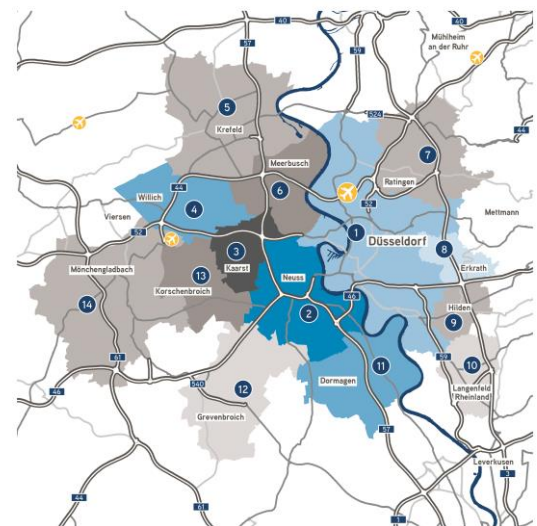 40
57
59
40
Mühlheim
an der Ruhr
5
Krefeld
524
44
7
Meerbusch
44
Willich
6
Ratingen
4
52
Viersen
Mettmann
52
1
3
Düsseldorf
8
Kaarst
Mönchengladbach
Neuss
Erkrath
13
Korschenbroich
14
46
Hilden
2
9
61
59
11
10
540
12
Dormagen
Langenfeld
/Rheinland
46
Grevenbroich
57
Leverkusen
3
44
61
1